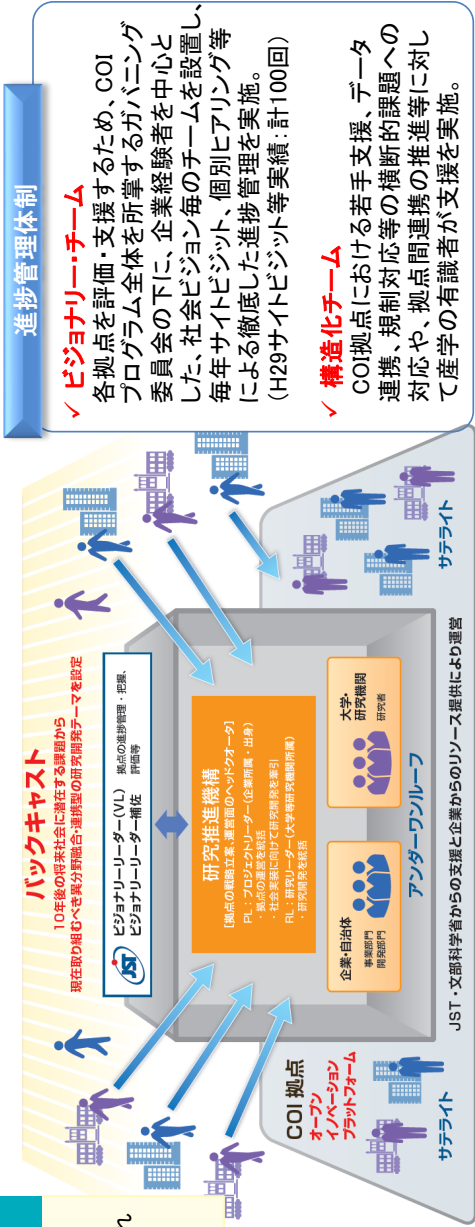 バックキャスト
10年後の将来社会に潜在する課題から
現在取り組むべき異分野融合・連携型の研究開発テーマを設定
JST
ビジョナリーリーダー(VL)
ビジョナリーリーダー補佐
拠点の進捗管理・把握、
評価等
研究推進機構
[拠点の戦略立案、運営面のヘッドクオータ]
PL：プロジェクトリーダー(企業所属・出身)
・拠点の運営を統括
・社会実装に向けて研究開発を牽引
RL：研究リーダー(大学等研究機関所属)
・研究開発を統括
企業・自治体
事業部門
開発部門
大学・
研究機関
研究者
アンダーワンルーフ
COI 拠点
オープン
イノベーション
プラットフォーム
サテライト
サテライト
JST・文部科学省からの支援と企業からのリソース提供により運営
進捗管理体制
✓ ビジョナリー・チーム
各拠点を評価・支援するため、COI
プログラム全体を所掌するガバニング
委員会の下に、企業経験者を中心と
した、社会ビジョン毎のチームを設置し、
毎年サイトビジット、個別ヒアリング等
による徹底した進捗管理を実施。
(H29サイトビジット等実績：計100回)
✓ 構造化チーム
COI拠点における若手支援、データ
連携、規制対応等の横断的課題への
対応や、拠点間連携の推進等に対し
て産学の有識者が支援を実施。